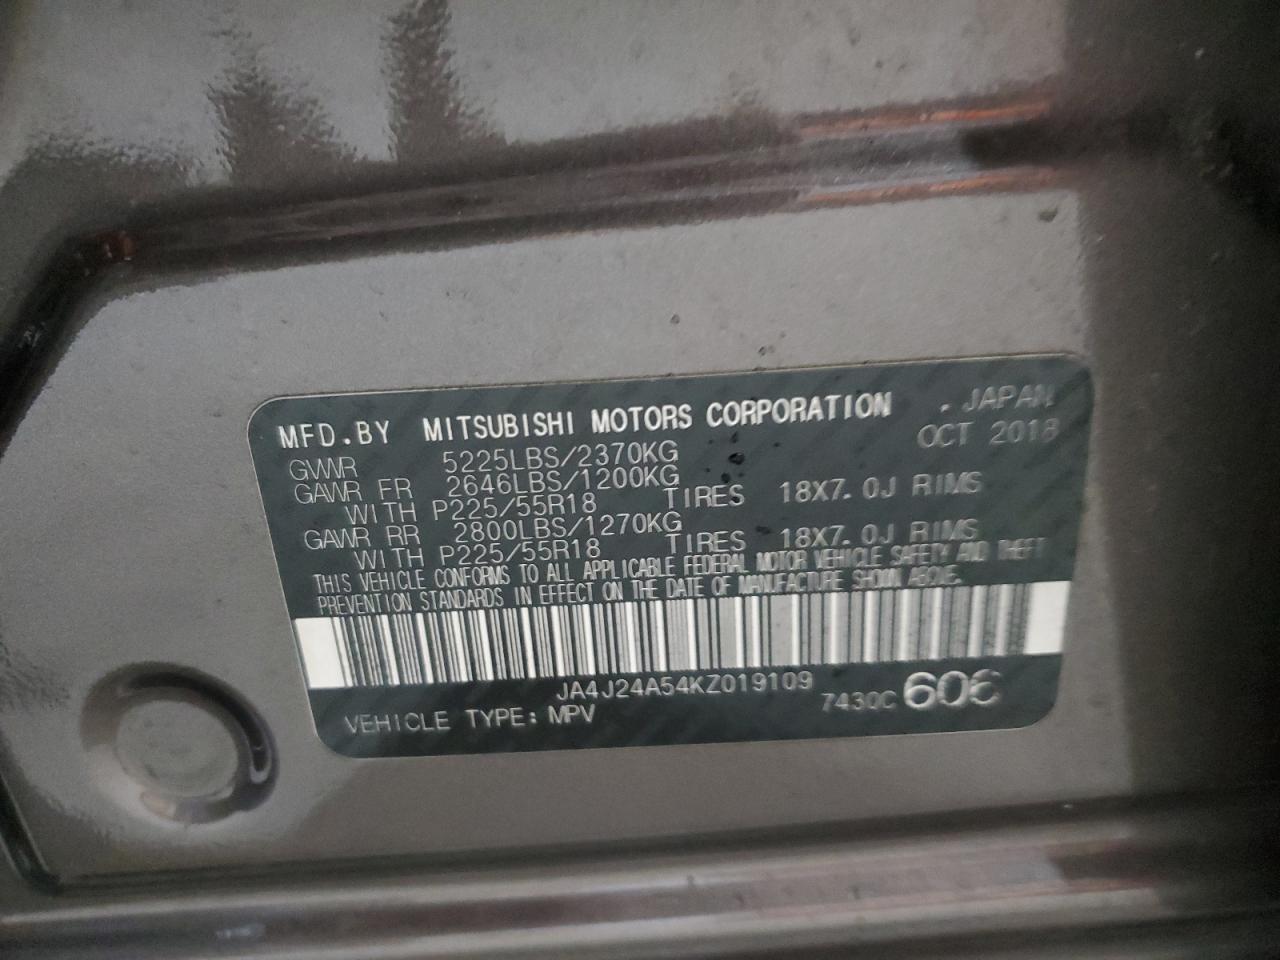 MFD.BY MITSUBISHI MOTORS CORPORATION . JAPAN
OCT 2018
GVWR 5225LBS/2370KG
GAWR FR 2646LBS/1200KG
WITH P225/55R18 TIRES 18X7.0J RIMS
GAWR RR 2800LBS/1270KG
WITH P225/55R18 TIRES 18X7.0J RIMS
THIS VEHICLE CONFORMS TO ALL APPLICABLE FEDERAL MOTOR VEHICLE SAFETY AND THEFT
PREVENTION STANDARDS IN EFFECT ON THE DATE OF MANUFACTURE SHOWN ABOVE.
JA4J24A54KZ019109
VEHICLE TYPE: MPV 7430C 606